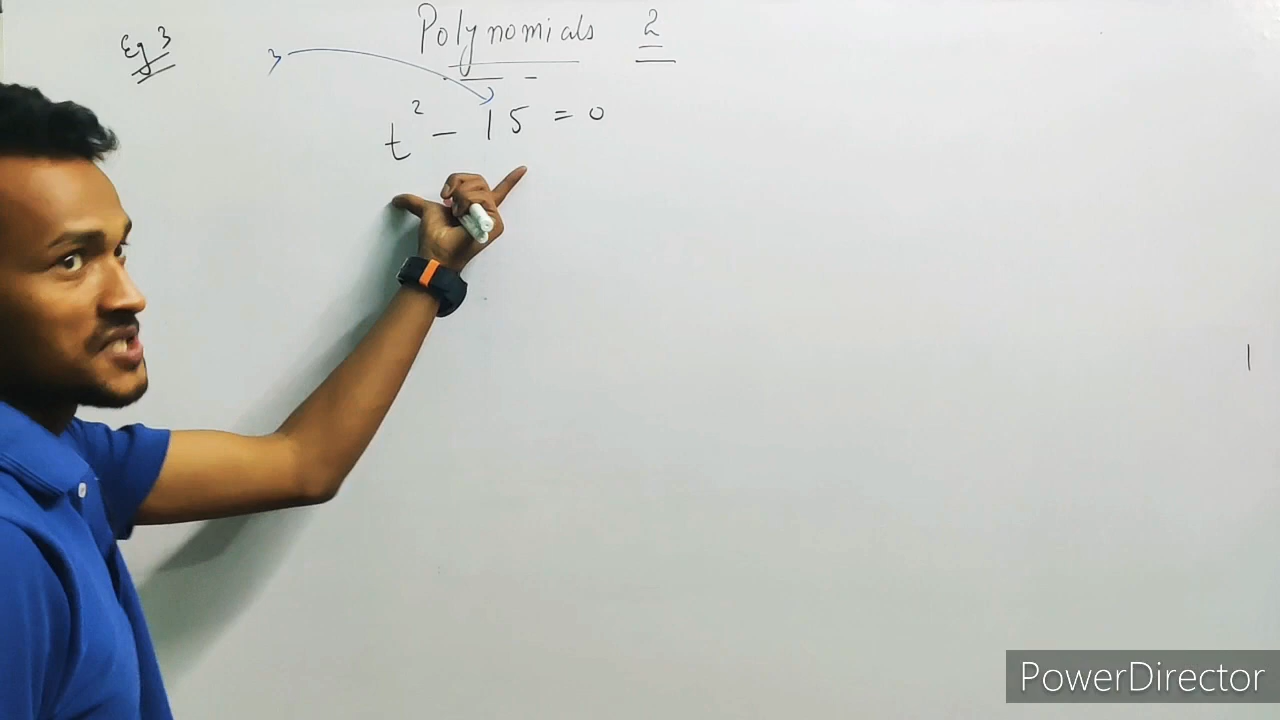 Polynomials 2
Eg 3
3
t² - 15 = 0
PowerDirector